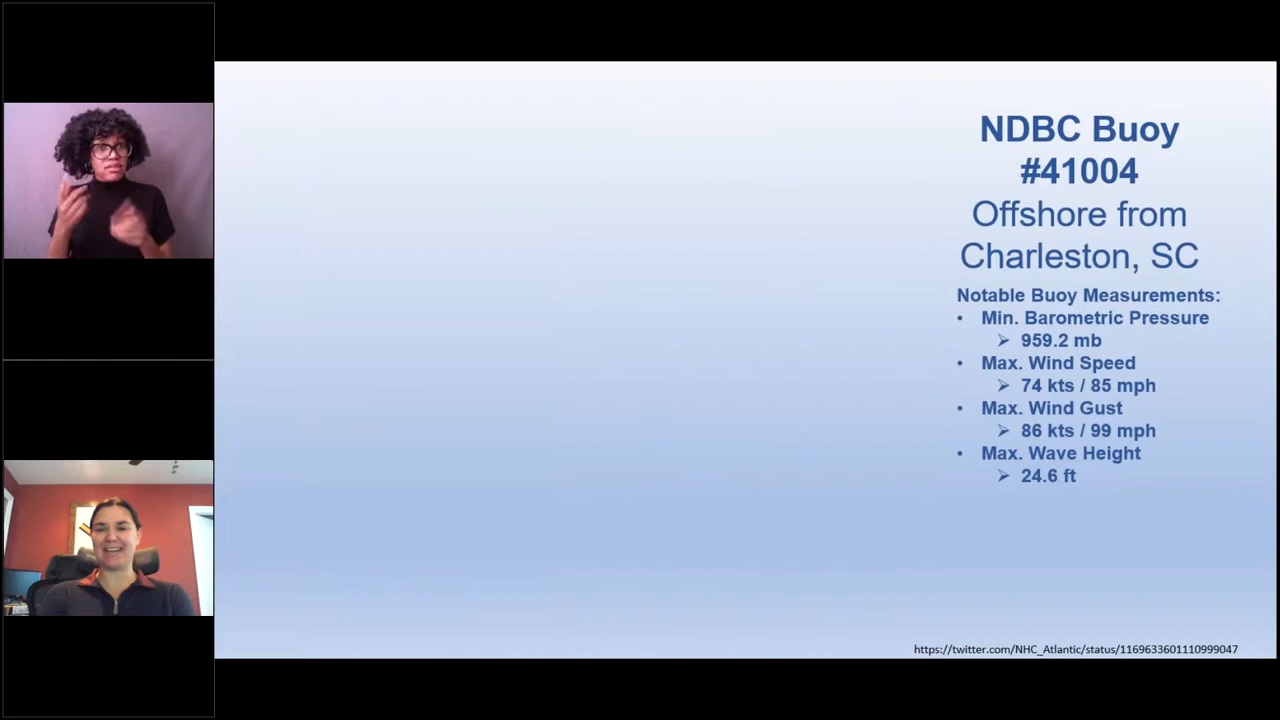 NDBC Buoy
#41004
Offshore from
Charleston, SC
Notable Buoy Measurements:
• Min. Barometric Pressure
➢ 959.2 mb
• Max. Wind Speed
➢ 74 kts / 85 mph
• Max. Wind Gust
➢ 86 kts / 99 mph
• Max. Wave Height
➢ 24.6 ft
https://twitter.com/NHC_Atlantic/status/1169633601110999047